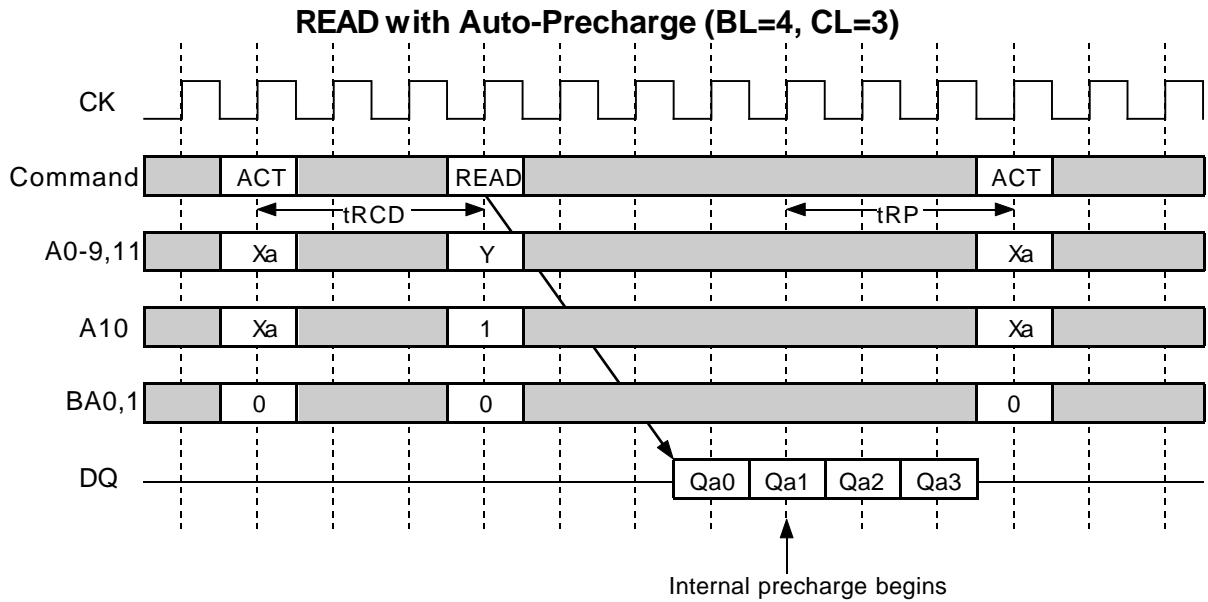 READ with Auto-Precharge (BL=4, CL=3)
CK
Command ACT READ ACT
tRCD tRP
A0-9,11 Xa Y Xa
A10 Xa 1 Xa
BA0,1 0 0 0
DQ Qa0 Qa1 Qa2 Qa3
Internal precharge begins